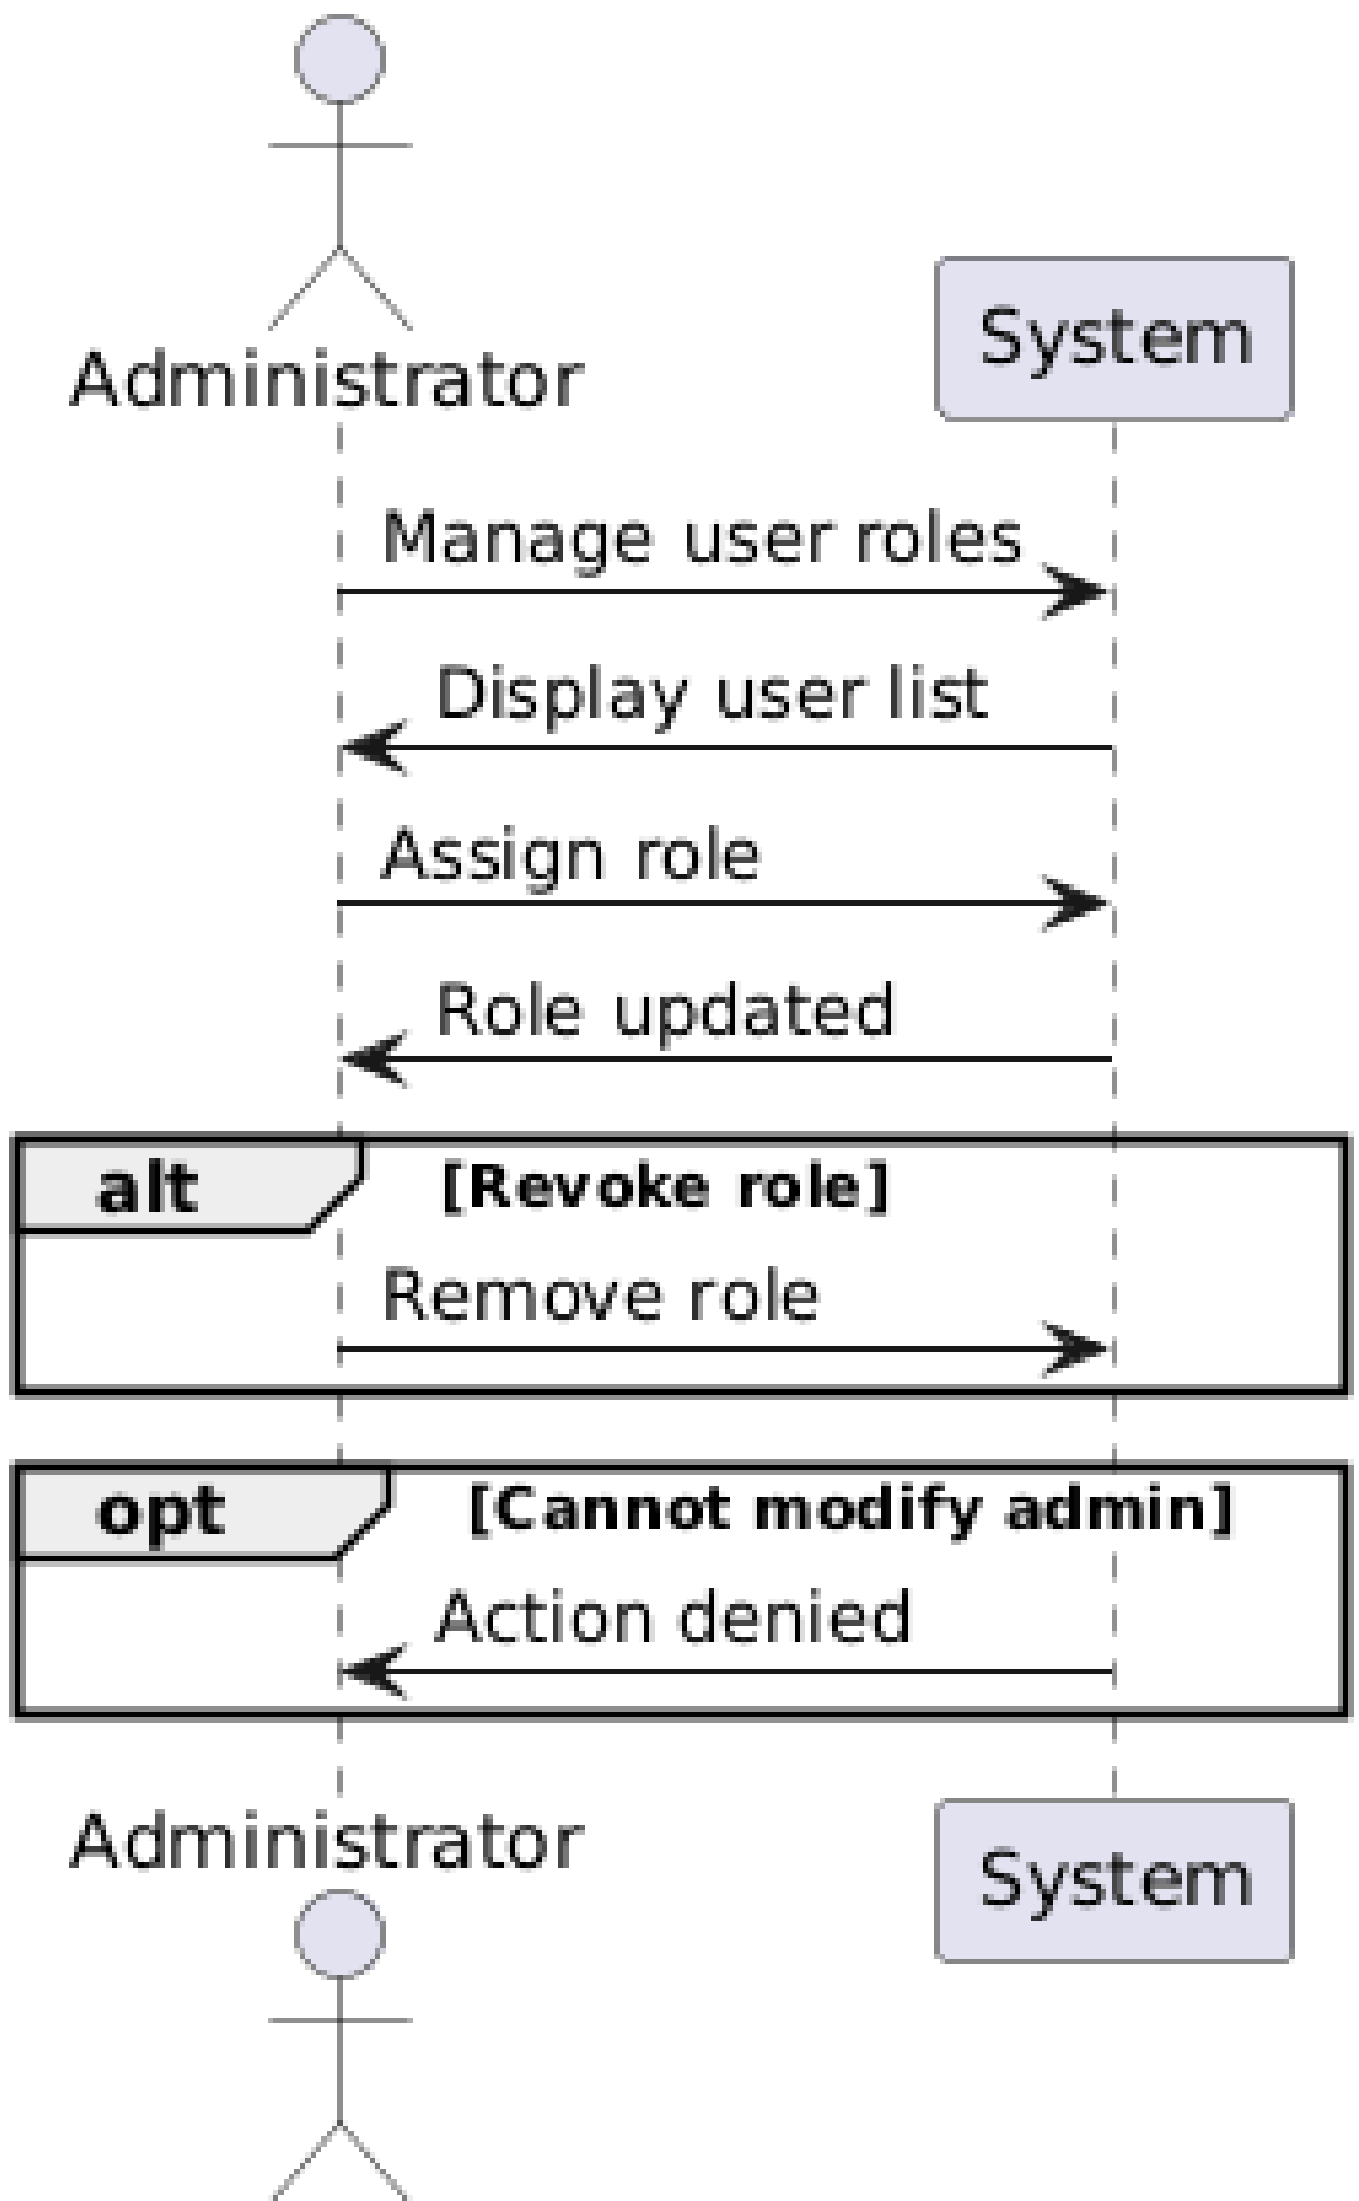 Administrator
System
Manage user roles
Display user list
Assign role
Role updated
alt [Revoke role]
Remove role
opt [Cannot modify admin]
Action denied
Administrator
System